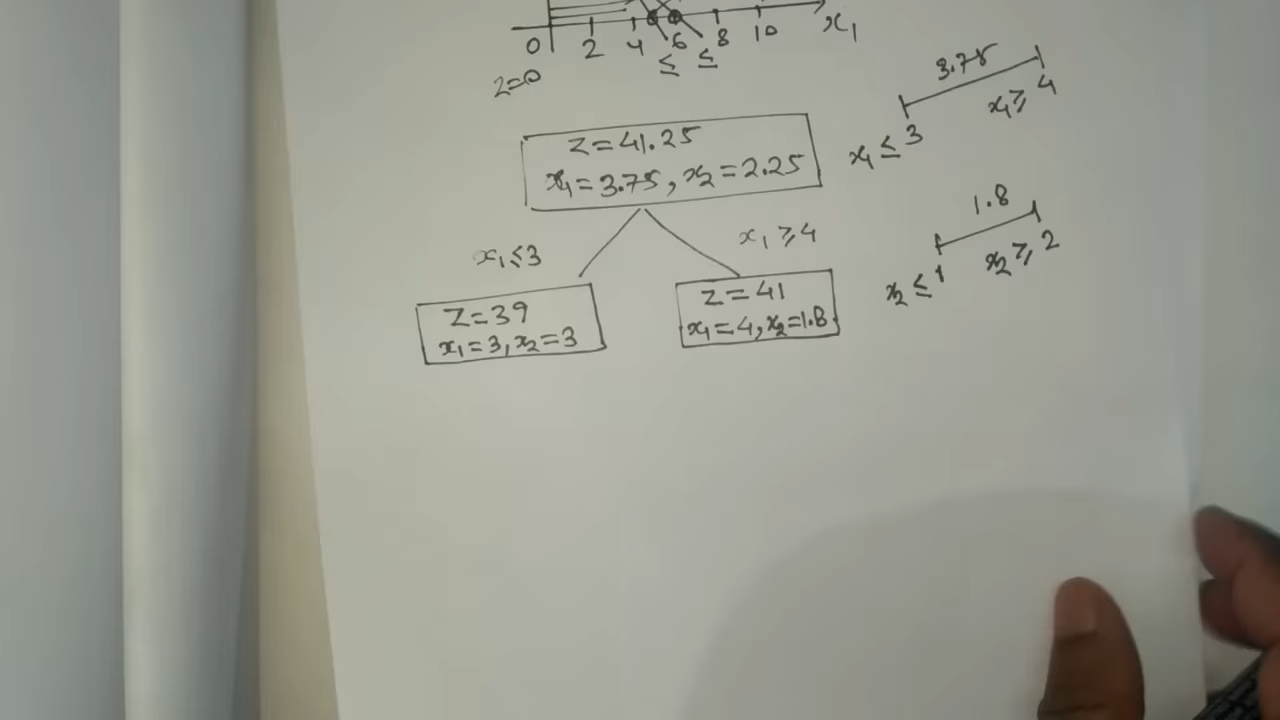 x₁
0 2 4 6 8 10
≤ ≤
z=0
3.75
x₁ ≤ 3 x₁ ≥ 4
z=41.25
x₁=3.75, x₂=2.25
1.8
x₂ ≤ 1 x₂ ≥ 2
x₁≤3 x₁≥4
z=39
x₁=3, x₂=3
z=41
x₁=4, x₂=1.8